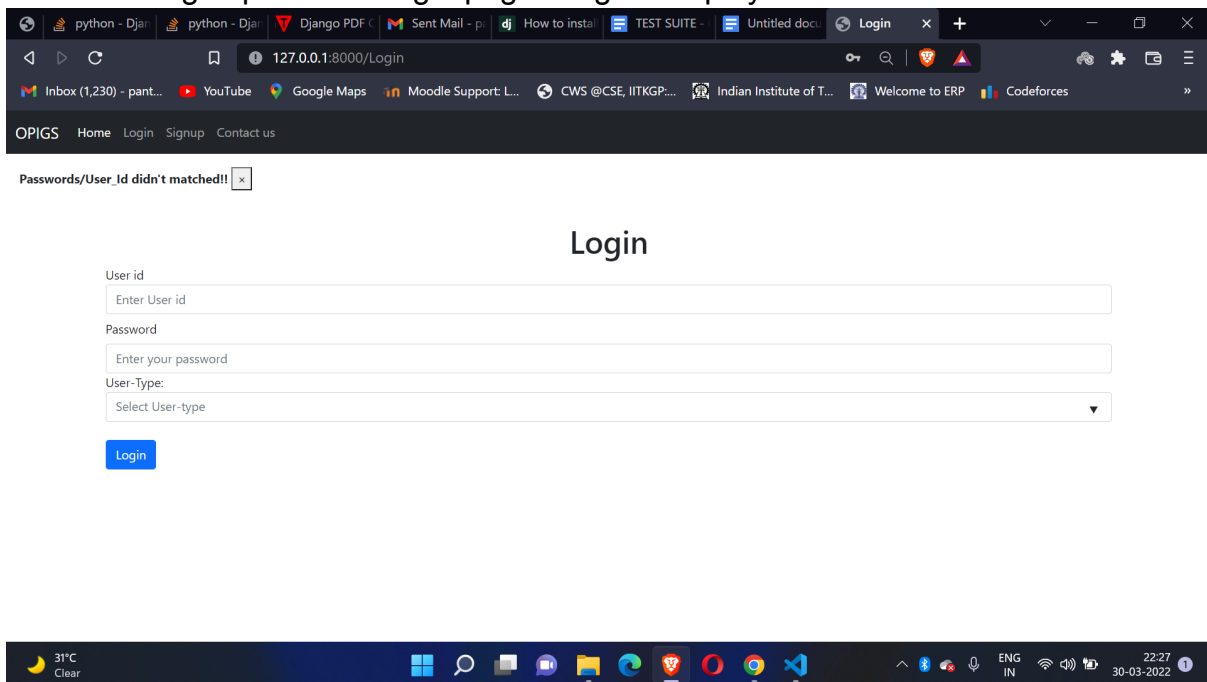 python - Djan python - Djan Django PDF C Sent Mail - pa How to instal TEST SUITE - Untitled docu Login
127.0.0.1:8000/Login
Inbox (1,230) - pant... YouTube Google Maps Moodle Support: L... CWS @CSE, IITKGP:... Indian Institute of T... Welcome to ERP Codeforces »
OPIGS Home Login Signup Contact us
Passwords/User_Id didn't matched!! ×
Login
User id
Enter User id
Password
Enter your password
User-Type:
Select User-type
Login
31°C
Clear
ENG
IN
22:27
30-03-2022
1